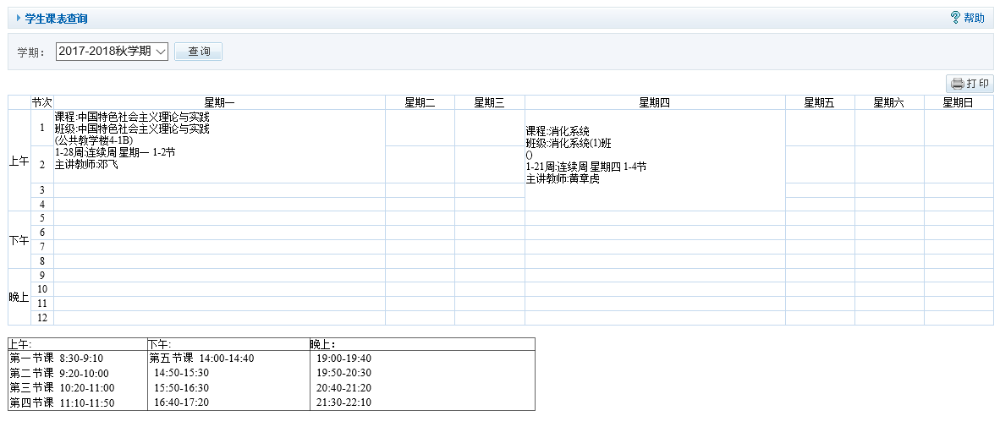 学生课表查询 帮助
学期： 2017-2018秋学期 查询
打印
节次 星期一 星期二 星期三 星期四 星期五 星期六 星期日
上午
1
2
3
4
课程:中国特色社会主义理论与实践
班级:中国特色社会主义理论与实践
(公共教学楼4-1B)
1-28周:连续周 星期一 1-2节
主讲教师:邓飞
课程::消化系统
班级:消化系统(1)班
()
1-21周:连续周 星期四 1-4节
主讲教师:黄章虎
下午
5
6
7
8
晚上
9
10
11
12
上午: 下午: 晚上：
第一节课 8:30-9:10 第五节课 14:00-14:40 19:00-19:40
第二节课 9:20-10:00 14:50-15:30 19:50-20:30
第三节课 10:20-11:00 15:50-16:30 20:40-21:20
第四节课 11:10-11:50 16:40-17:20 21:30-22:10